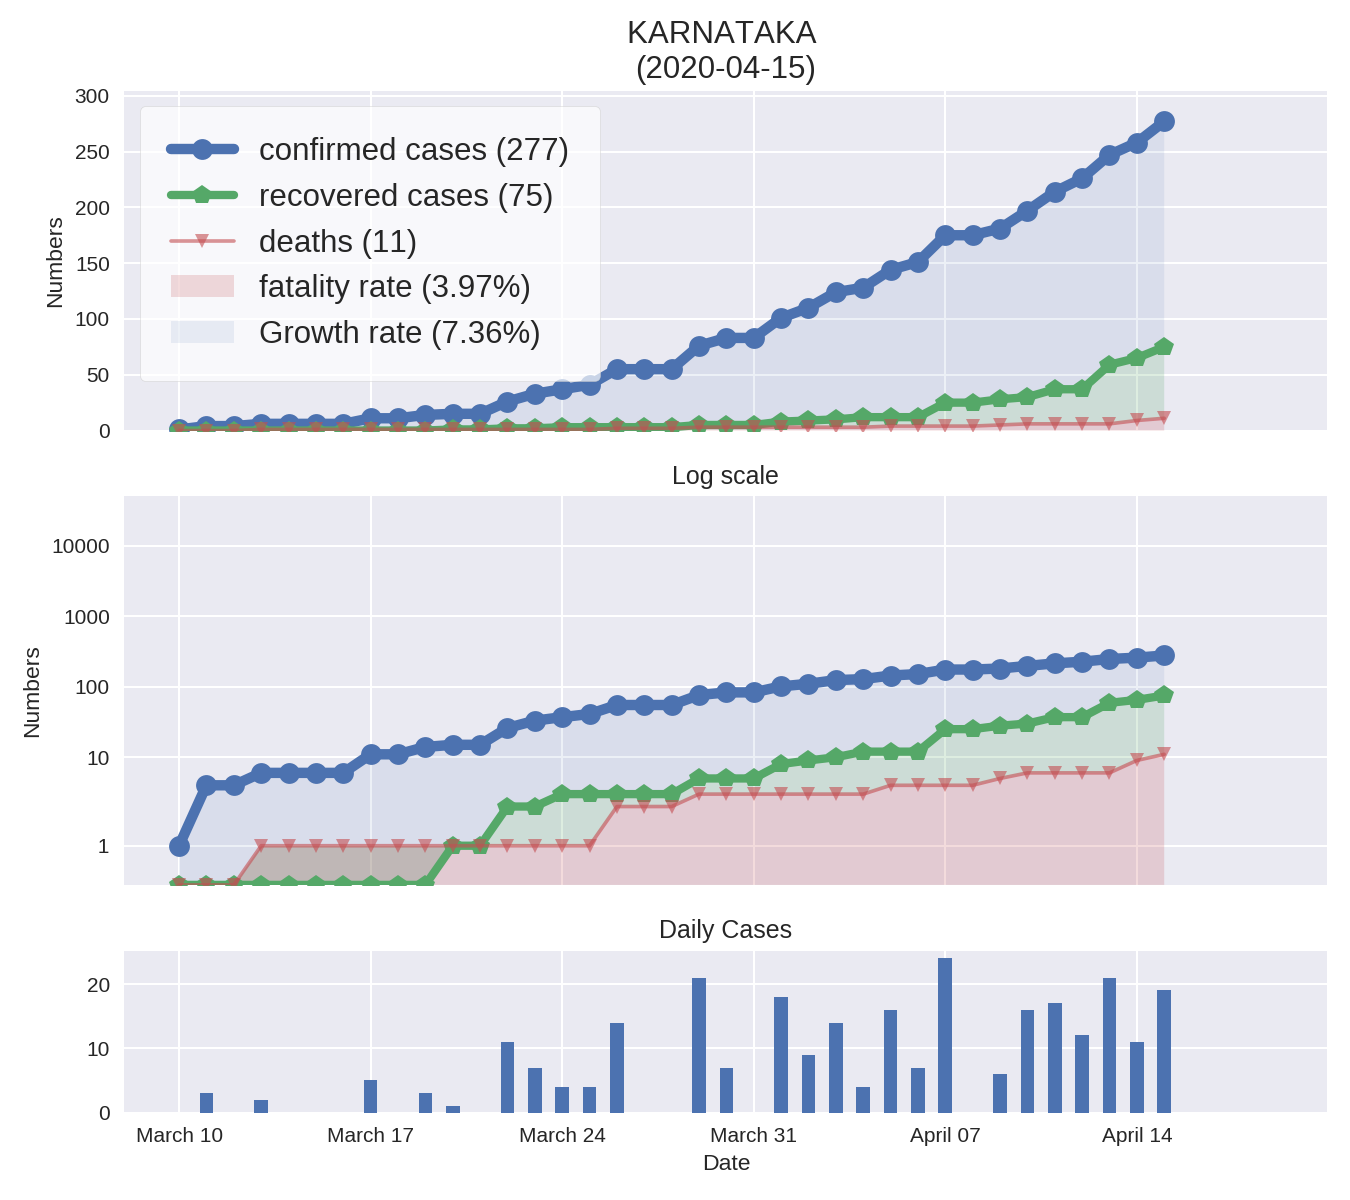 KARNATAKA
(2020-04-15)
300
250
200
150
100
50
0
Numbers
confirmed cases (277)
recovered cases (75)
deaths (11)
fatality rate (3.97%)
Growth rate (7.36%)
Log scale
10000
1000
100
10
1
Numbers
Daily Cases
20
10
0
March 10 March 17 March 24 March 31 April 07 April 14
Date